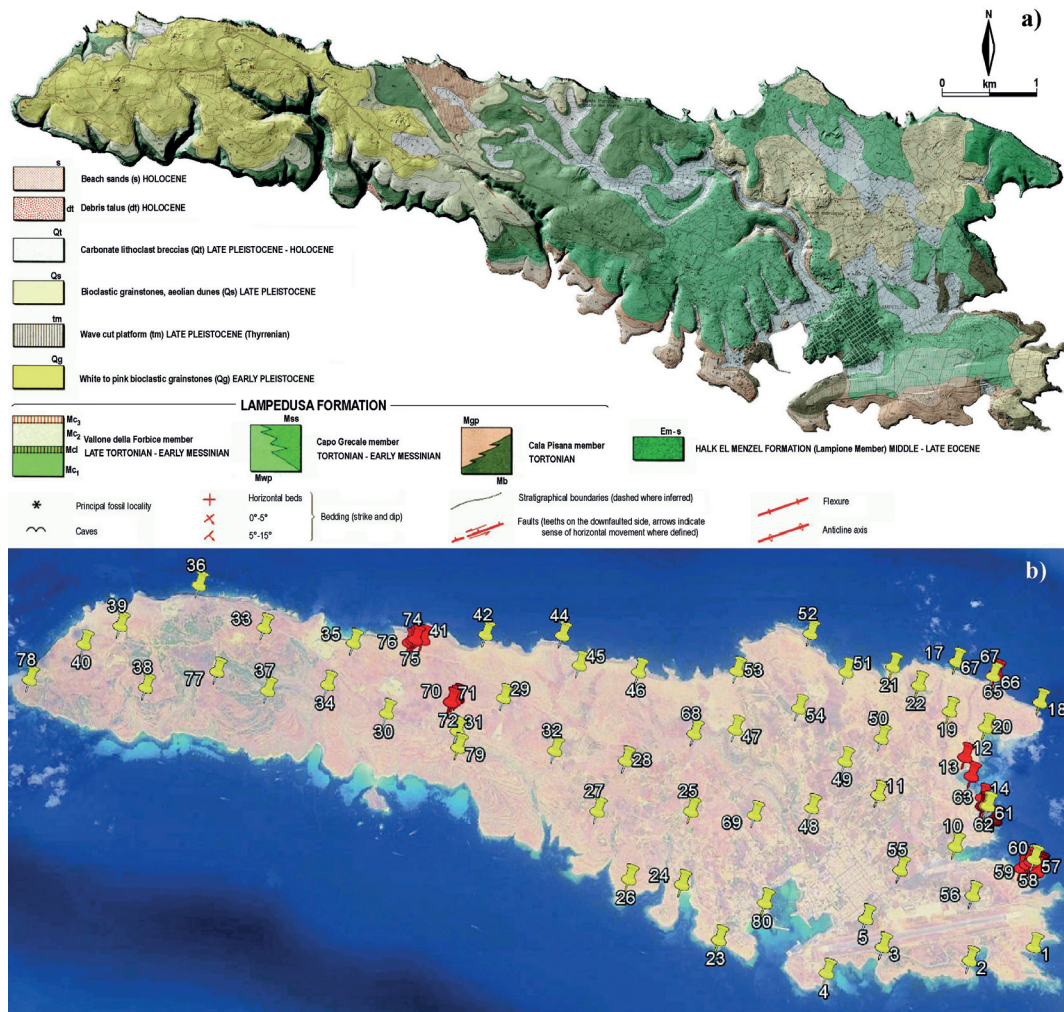 a)
N
0 km 1
s
Beach sands (s) HOLOCENE
dt
Debris talus (dt) HOLOCENE
Qt
Carbonate lithoclast breccias (Qt) LATE PLEISTOCENE - HOLOCENE
Qs
Bioclastic grainstones, aeolian dunes (Qs) LATE PLEISTOCENE
tm
Wave cut platform (tm) LATE PLEISTOCENE (Thyrrenian)
Qg
White to pink bioclastic grainstones (Qg) EARLY PLEISTOCENE
LAMPEDUSA FORMATION
Mc3
Mc2
Mcl
Mc1
Vallone della Forbice member
LATE TORTONIAN - EARLY MESSINIAN
Mss
Mwp
Capo Grecale member
TORTONIAN - EARLY MESSINIAN
Mgp
Mb
Cala Pisana member
TORTONIAN
Em-s
HALK EL MENZEL FORMATION (Lampione Member) MIDDLE - LATE EOCENE
Principal fossil locality
Caves
Horizontal beds
0°-5°
5°-15°
Bedding (strike and dip)
Stratigraphical boundaries (dashed where inferred)
Faults (teeth on the downfaulted side, arrows indicate
sense of horizontal movement where defined)
Flexure
Anticline axis
b)
36
39
33
35
76
74
41
75
42
44
45
52
40
78
38
77
37
34
30
70
71
72
31
79
29
32
46
53
51
21
17
67
67
66
65
18
22
19
20
68
47
54
50
28
49
11
12
13
14
63
61
62
27
25
69
48
10
60
57
59
58
55
56
26
24
80
23
5
3
4
2
1